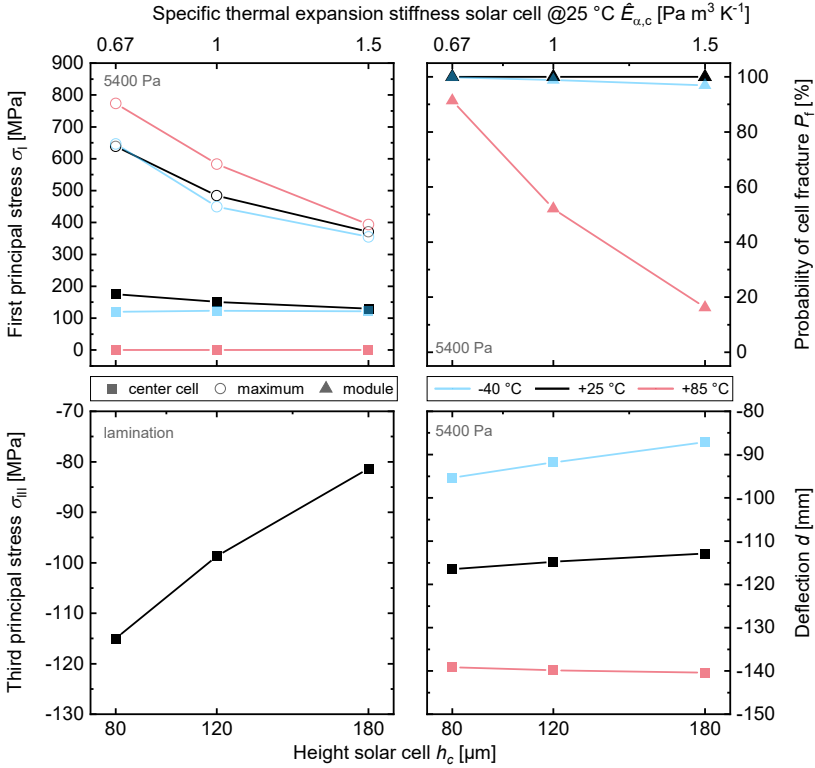 Specific thermal expansion stiffness solar cell @25 °C Ê_α,c [Pa m³ K⁻¹]
0.67 1 1.5 0.67 1 1.5
First principal stress σ_I [MPa]
900
800
700
600
500
400
300
200
100
0
5400 Pa
5400 Pa
100
80
60
40
20
0
Probability of cell fracture P_f [%]
center cell maximum module
-40 °C +25 °C +85 °C
Third principal stress σ_III [MPa]
-70
-80
-90
-100
-110
-120
-130
lamination
5400 Pa
-80
-90
-100
-110
-120
-130
-140
-150
Deflection d [mm]
80 120 180 80 120 180
Height solar cell h_c [µm]